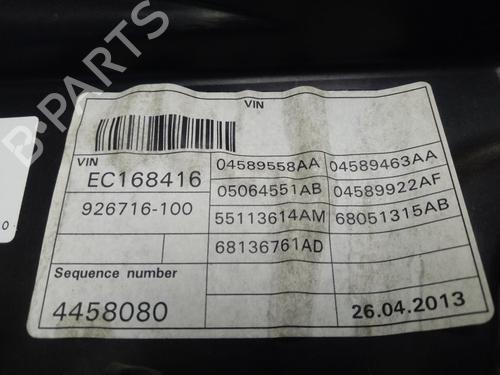 VIN
VIN
EC168416
926716-100
04589558AA 04589463AA
05064551AB 04589922AF
55113614AM 68051315AB
68136761AD
Sequence number
4458080
26.04.2013
B-PARTS